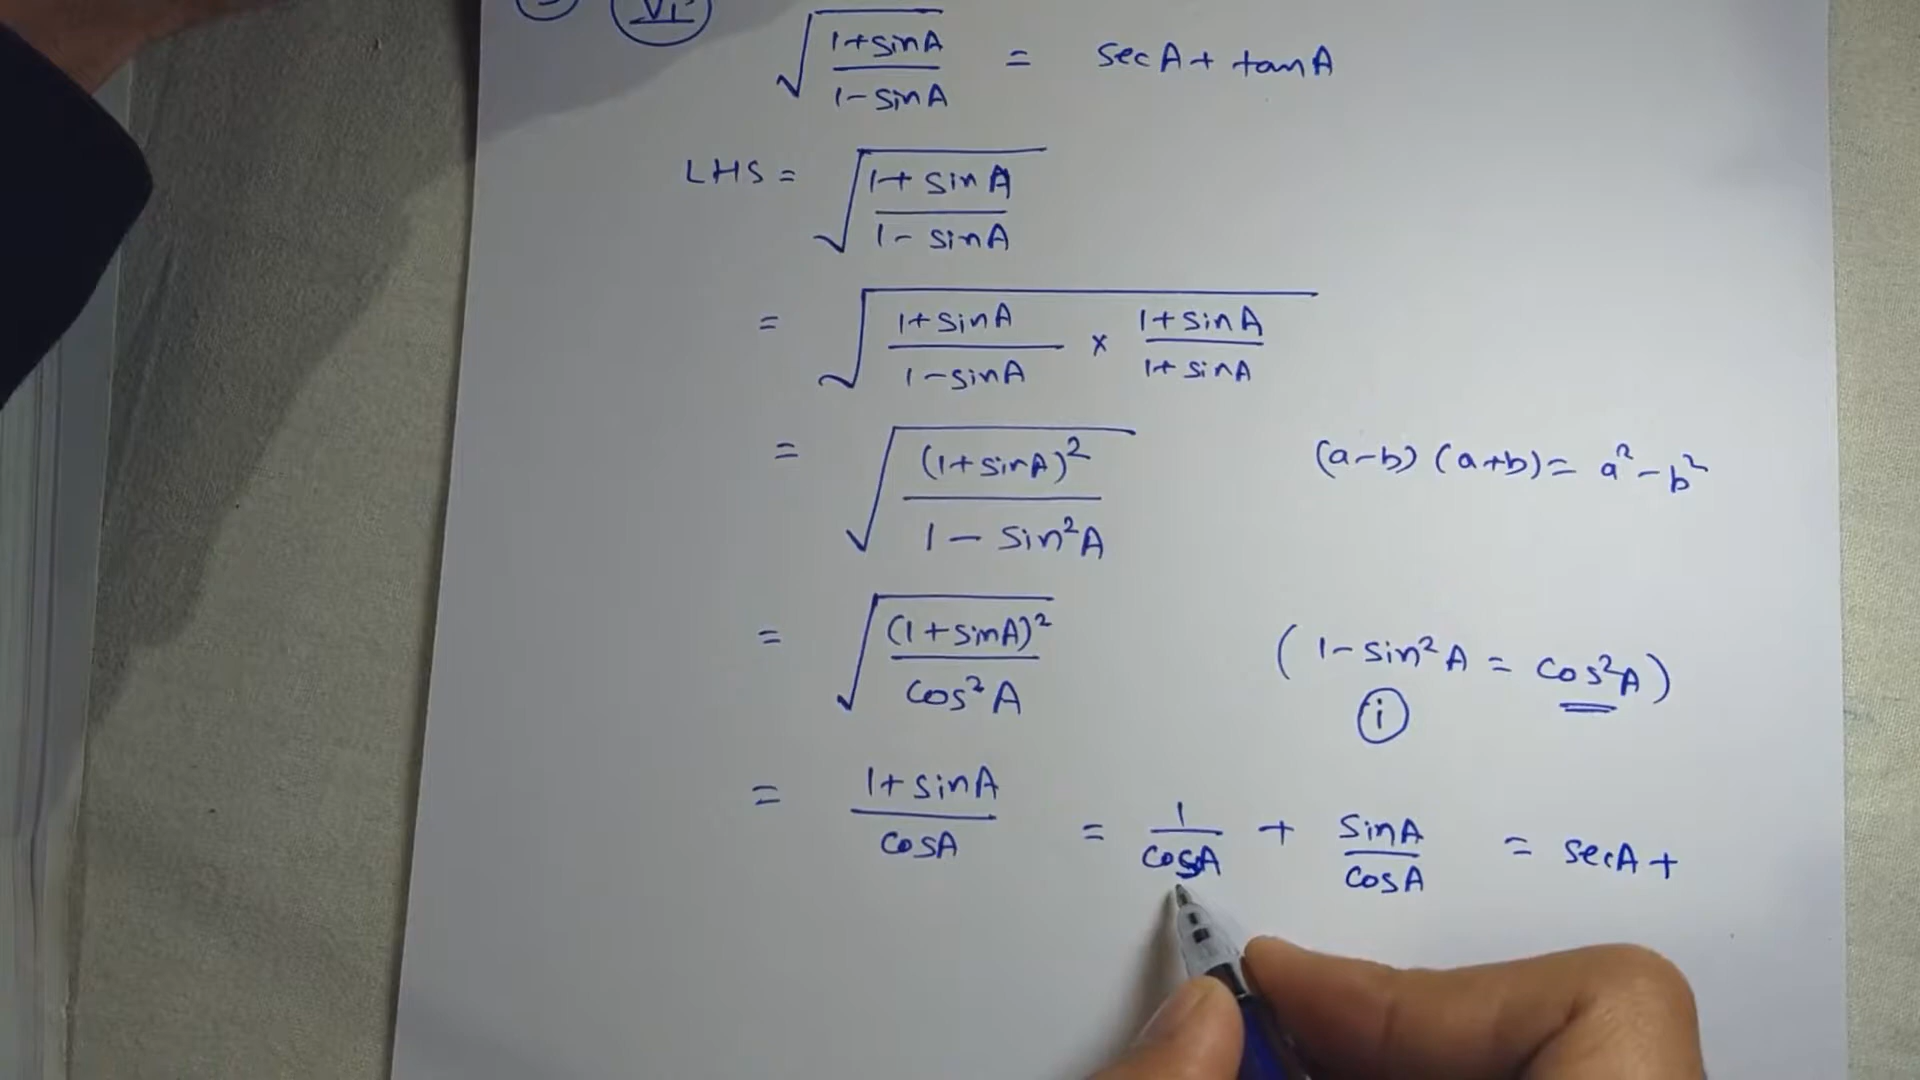 VI
√((1+sinA)/(1-sinA)) = secA + tanA
LHS = √((1+sinA)/(1-sinA))
= √((1+sinA)/(1-sinA) × (1+sinA)/(1+sinA))
= √((1+sinA)²/(1-sin²A)) (a-b) (a+b) = a²-b²
= √((1+sinA)²/cos²A) (1-sin²A = cos²A)
i
= (1+sinA)/cosA = 1/cosA + sinA/cosA = secA +